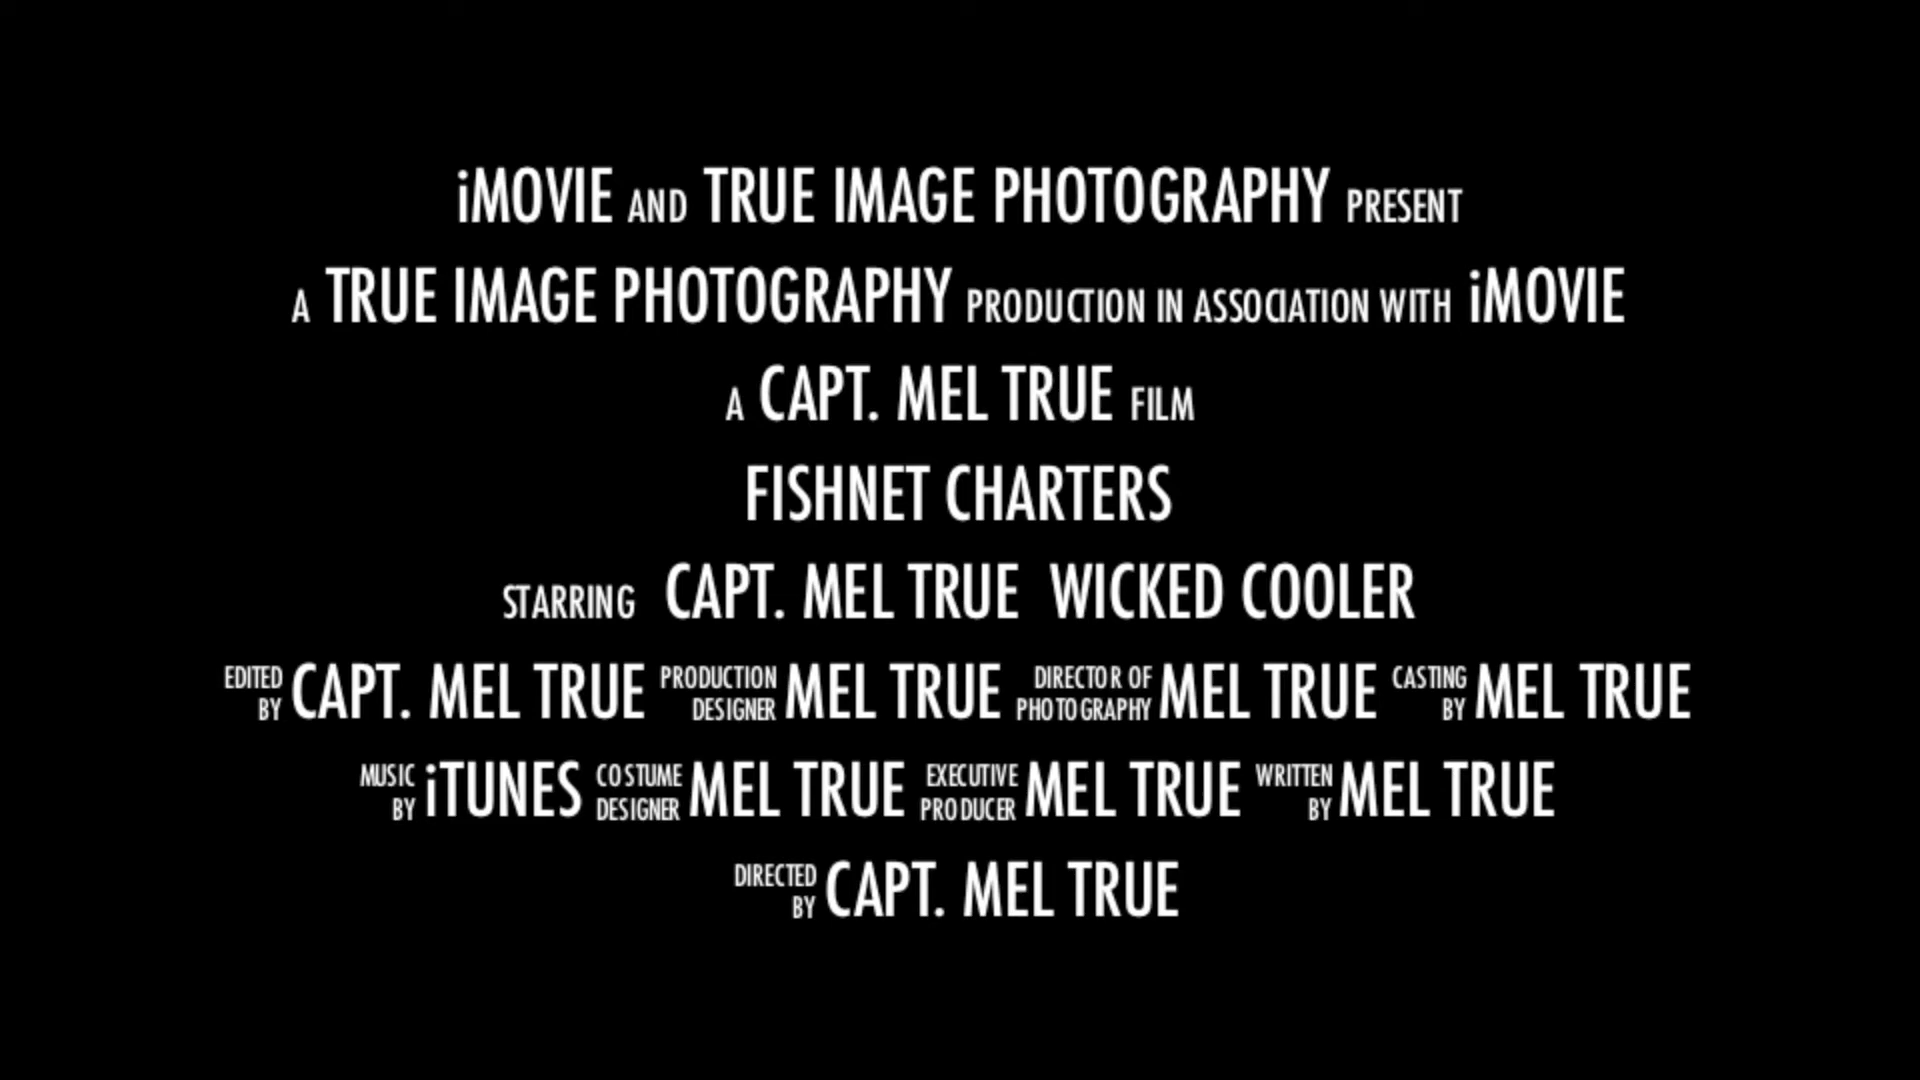 iMOVIE AND TRUE IMAGE PHOTOGRAPHY PRESENT
A TRUE IMAGE PHOTOGRAPHY PRODUCTION IN ASSOCIATION WITH iMOVIE
A CAPT. MEL TRUE FILM
FISHNET CHARTERS
STARRING CAPT. MEL TRUE WICKED COOLER
EDITED BY CAPT. MEL TRUE PRODUCTION DESIGNER MEL TRUE DIRECTOR OF PHOTOGRAPHY MEL TRUE CASTING BY MEL TRUE
MUSIC BY iTUNES COSTUME DESIGNER MEL TRUE EXECUTIVE PRODUCER MEL TRUE WRITTEN BY MEL TRUE
DIRECTED BY CAPT. MEL TRUE